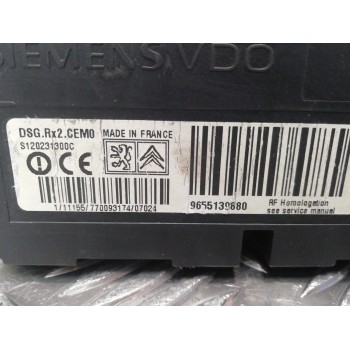 SIEMENS VDO
DSG.Rx2.CEM0 MADE IN FRANCE
S120231300C
CE
9655139880
RF Homologation
see service manual
1/11155/770093174/07024